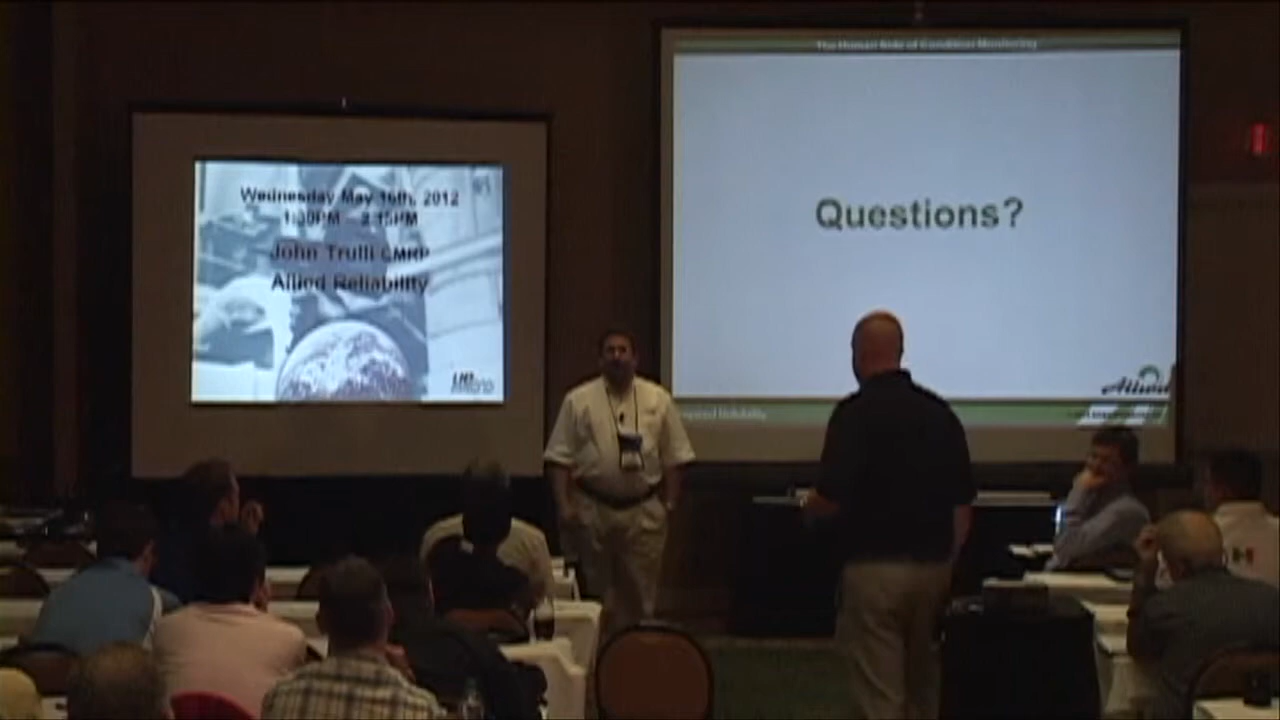 Wednesday May 16th, 2012
1:30PM - 2:15PM
John Trulli CMRP
Allied Reliability
The Human Side of Condition Monitoring
Questions?
Allied